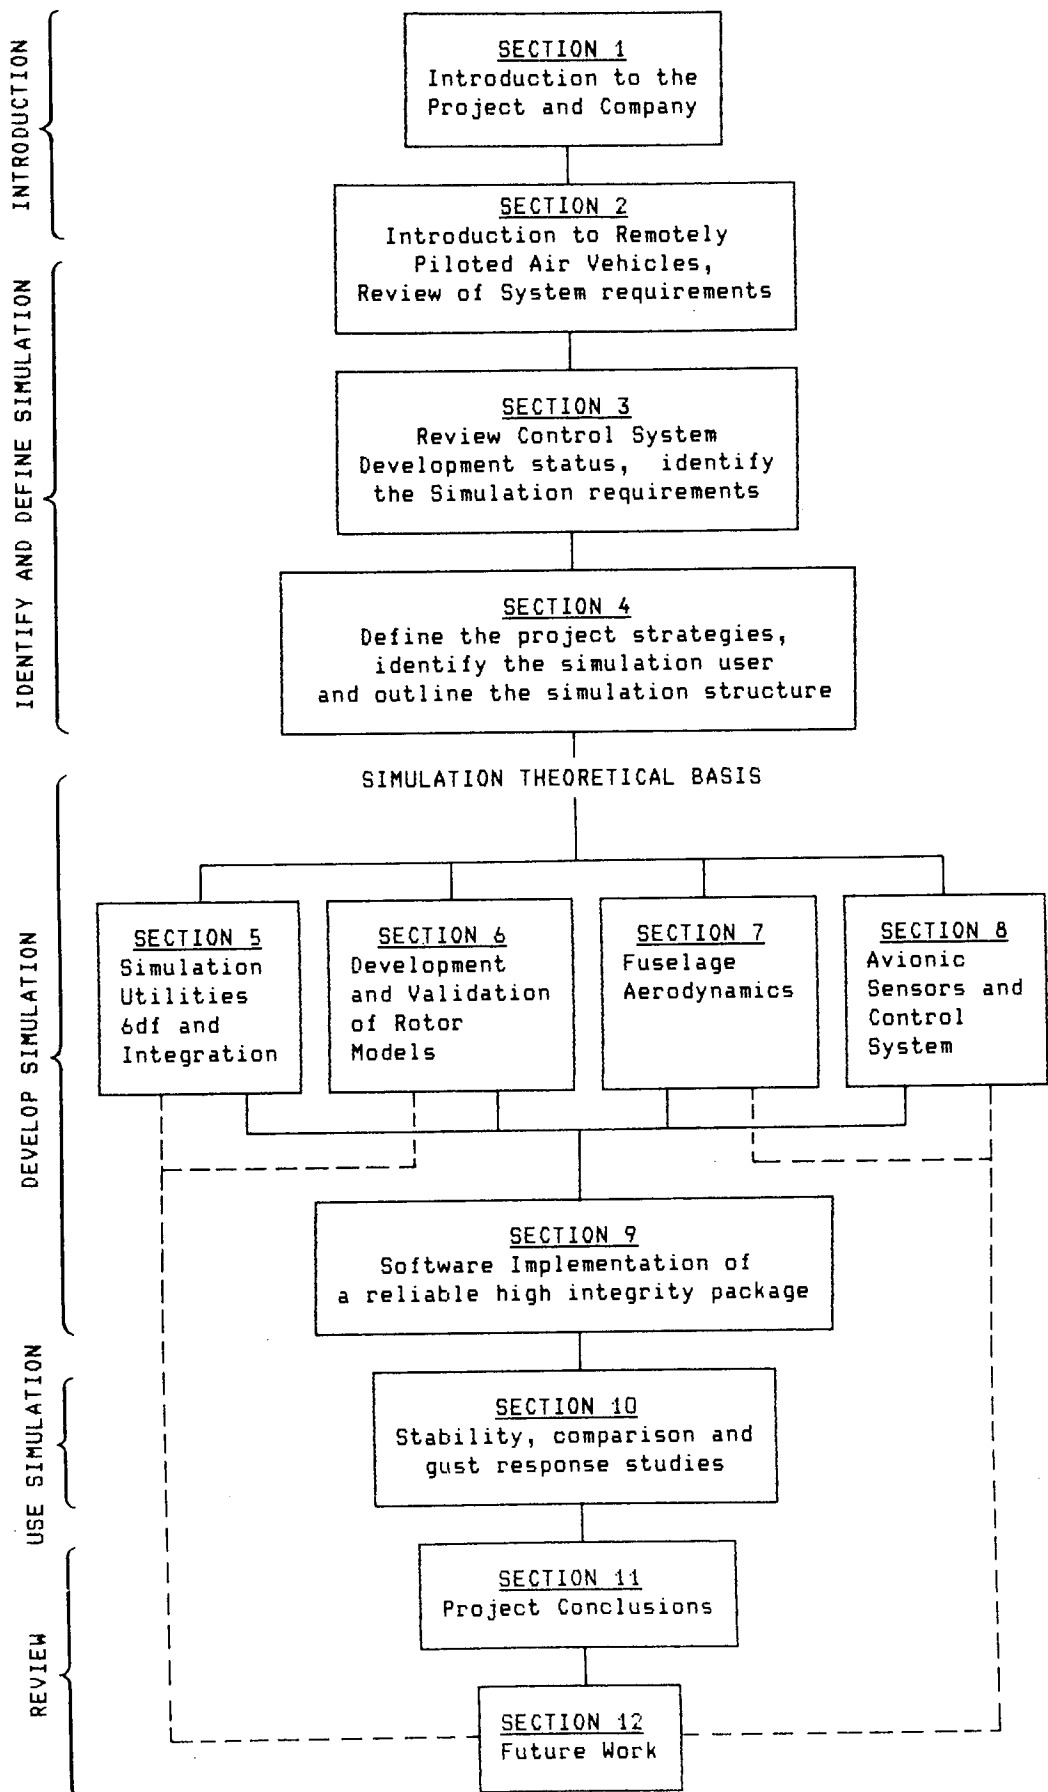 INTRODUCTION
SECTION 1
Introduction to the
Project and Company
SECTION 2
Introduction to Remotely
Piloted Air Vehicles,
Review of System requirements
IDENTIFY AND DEFINE SIMULATION
SECTION 3
Review Control System
Development status, identify
the Simulation requirements
SECTION 4
Define the project strategies,
identify the simulation user
and outline the simulation structure
SIMULATION THEORETICAL BASIS
DEVELOP SIMULATION
SECTION 5
Simulation
Utilities
6df and
Integration
SECTION 6
Development
and Validation
of Rotor
Models
SECTION 7
Fuselage
Aerodynamics
SECTION 8
Avionic
Sensors and
Control
System
SECTION 9
Software Implementation of
a reliable high integrity package
USE SIMULATION
SECTION 10
Stability, comparison and
gust response studies
REVIEW
SECTION 11
Project Conclusions
SECTION 12
Future Work